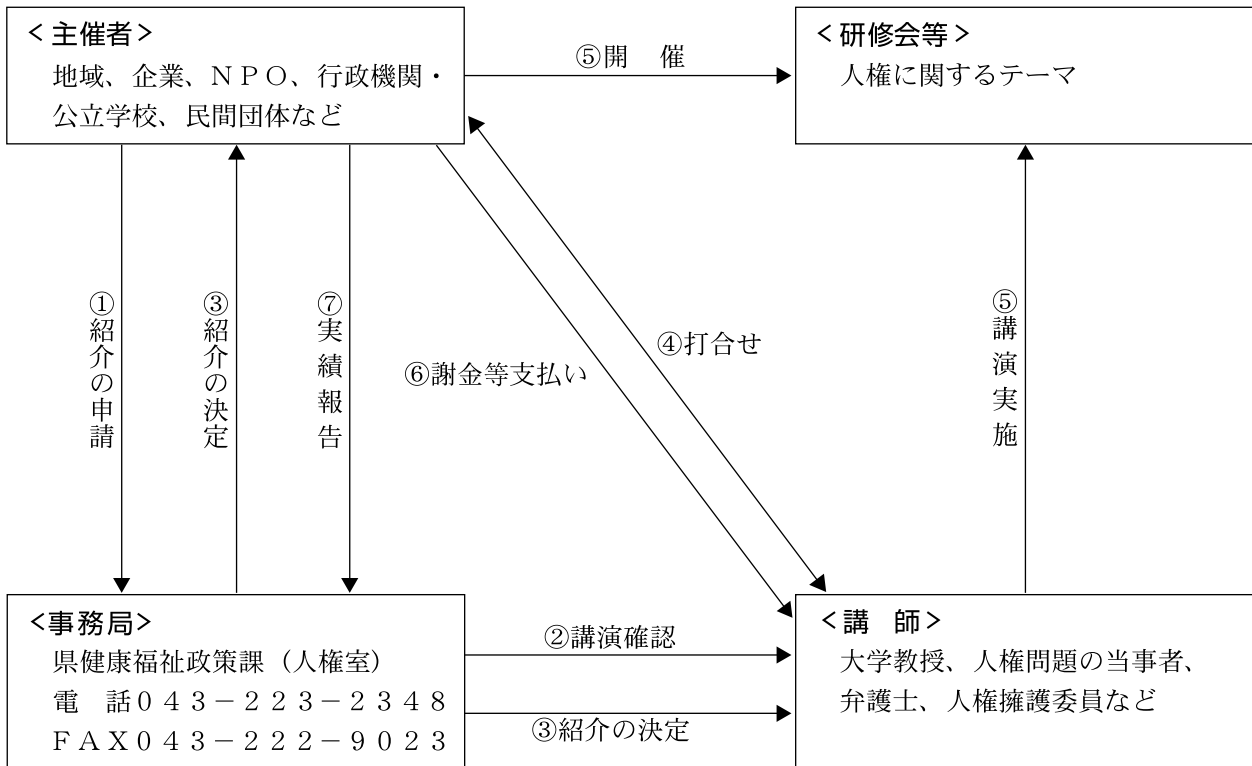 ＜主催者＞
地域、企業、ＮＰＯ、行政機関・
公立学校、民間団体など
⑤開　催
＜研修会等＞
人権に関するテーマ
①紹介の申請
③紹介の決定
⑦実績報告
⑥謝金等支払い
④打合せ
⑤講演実施
＜事務局＞
県健康福祉政策課（人権室）
電　話０４３－２２３－２３４８
ＦＡＸ０４３－２２２－９０２３
②講演確認
③紹介の決定
＜講　師＞
大学教授、人権問題の当事者、
弁護士、人権擁護委員など